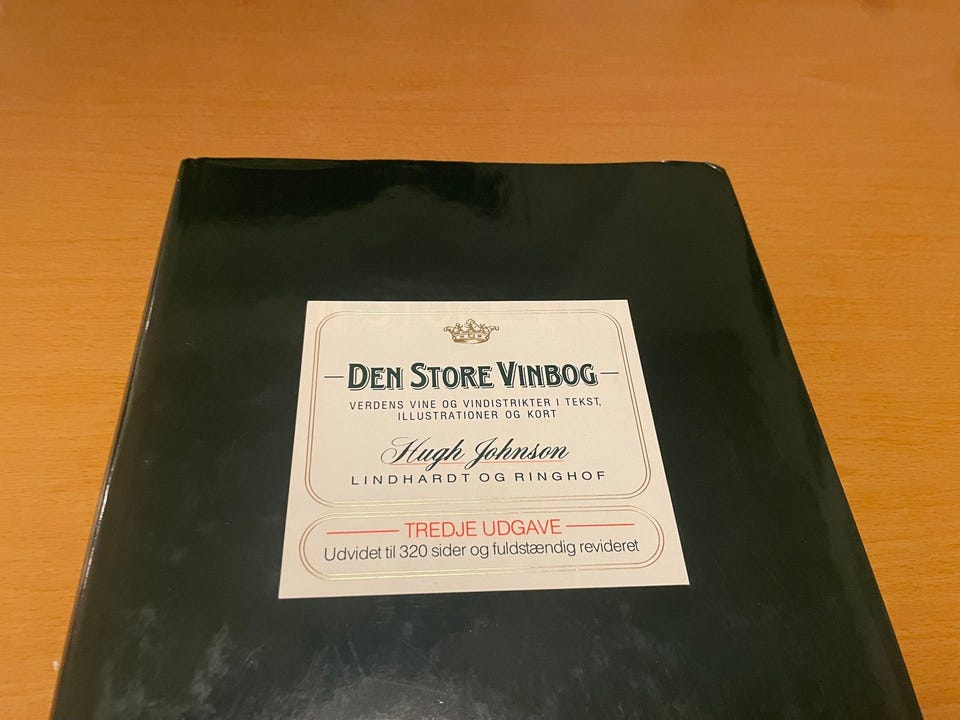 DEN STORE VINBOG
VERDENS VINE OG VINDISTRIKTER I TEKST,
ILLUSTRATIONER OG KORT
Hugh Johnson
LINDHARDT OG RINGHOF
TREDJE UDGAVE
Udvidet til 320 sider og fuldstændig revideret